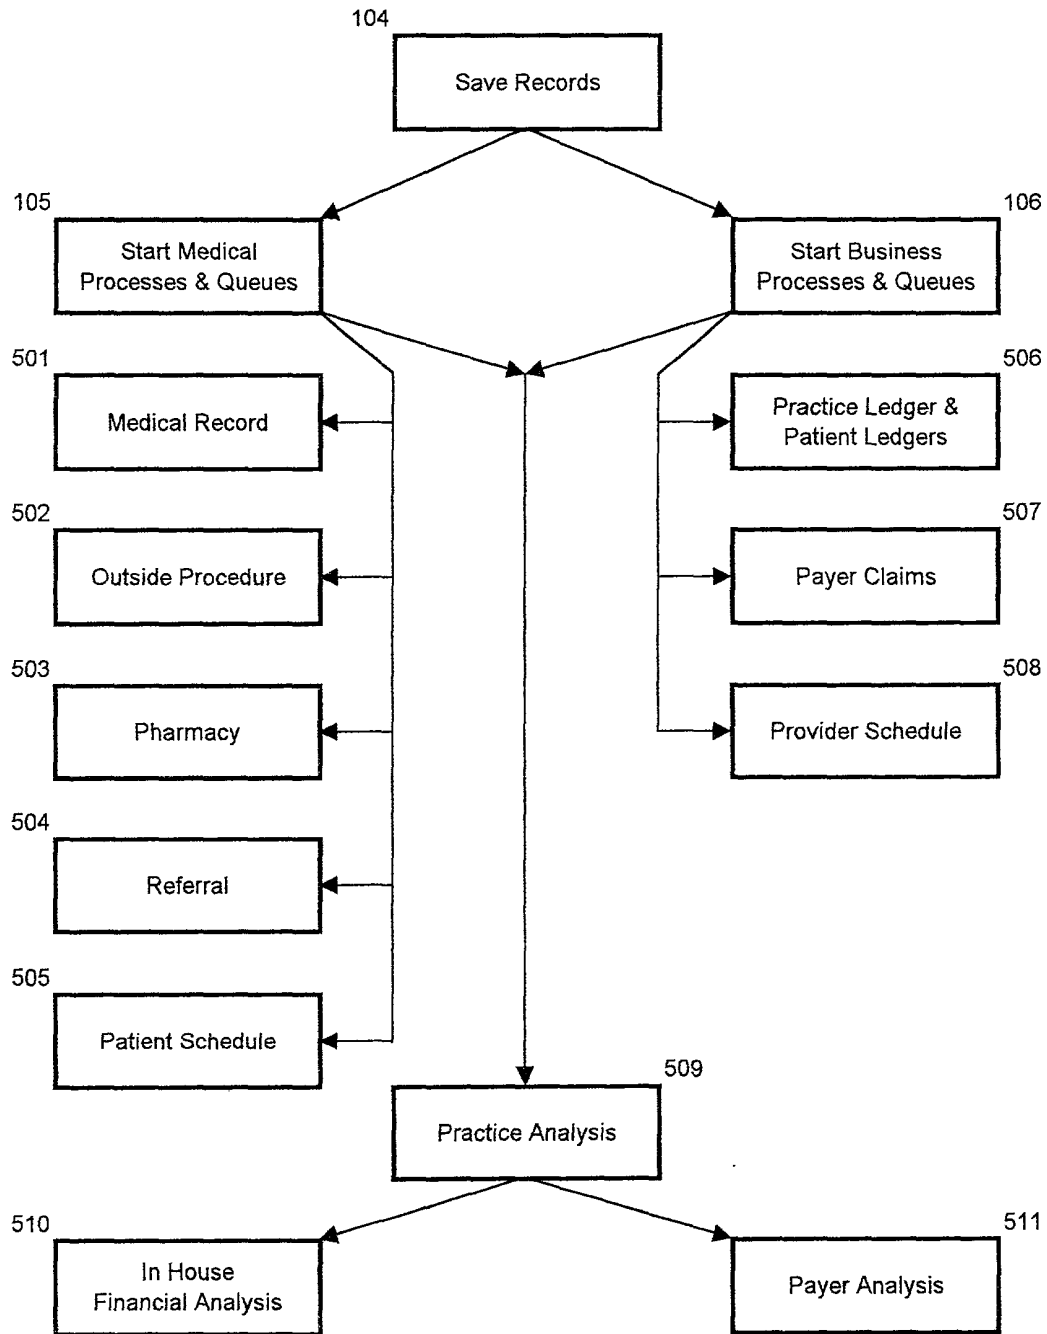 104
Save Records
105
Start Medical
Processes & Queues
106
Start Business
Processes & Queues
501
Medical Record
506
Practice Ledger &
Patient Ledgers
502
Outside Procedure
507
Payer Claims
503
Pharmacy
508
Provider Schedule
504
Referral
505
Patient Schedule
509
Practice Analysis
510
In House
Financial Analysis
511
Payer Analysis